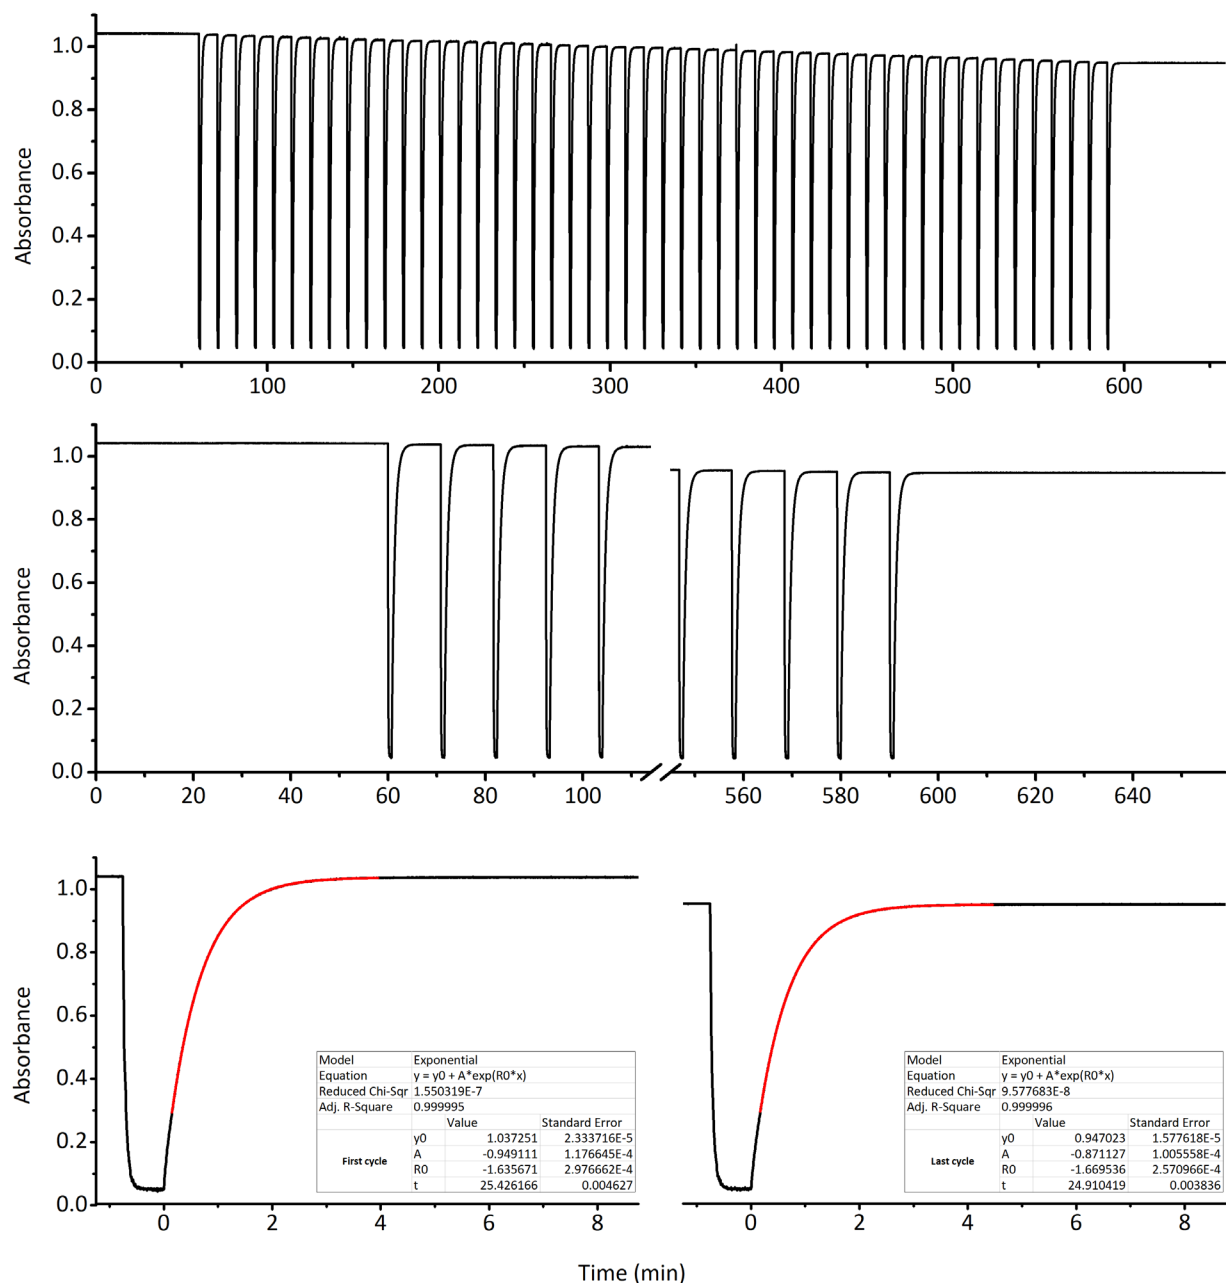 1.0
0.8
0.6
0.4
0.2
0.0
Absorbance
0 100 200 300 400 500 600
1.0
0.8
0.6
0.4
0.2
0.0
Absorbance
0 20 40 60 80 100 560 580 600 620 640
1.0
0.8
0.6
0.4
0.2
0.0
Absorbance
Model Exponential
Equation y = y0 + A*exp(R0*x)
Reduced Chi-Sqr 1.550319E-7
Adj. R-Square 0.999995
Value Standard Error
First cycle
y0 1.037251 2.333716E-5
A -0.949111 1.176645E-4
R0 -1.635671 2.976662E-4
t 25.426166 0.004627
Model Exponential
Equation y = y0 + A*exp(R0*x)
Reduced Chi-Sqr 9.577683E-8
Adj. R-Square 0.999996
Value Standard Error
Last cycle
y0 0.947023 1.577618E-5
A -0.871127 1.005558E-4
R0 -1.669536 2.570966E-4
t 24.910419 0.003836
0 2 4 6 8 0 2 4 6 8
Time (min)